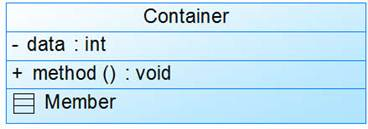 Container
- data : int
+ method () : void
Member